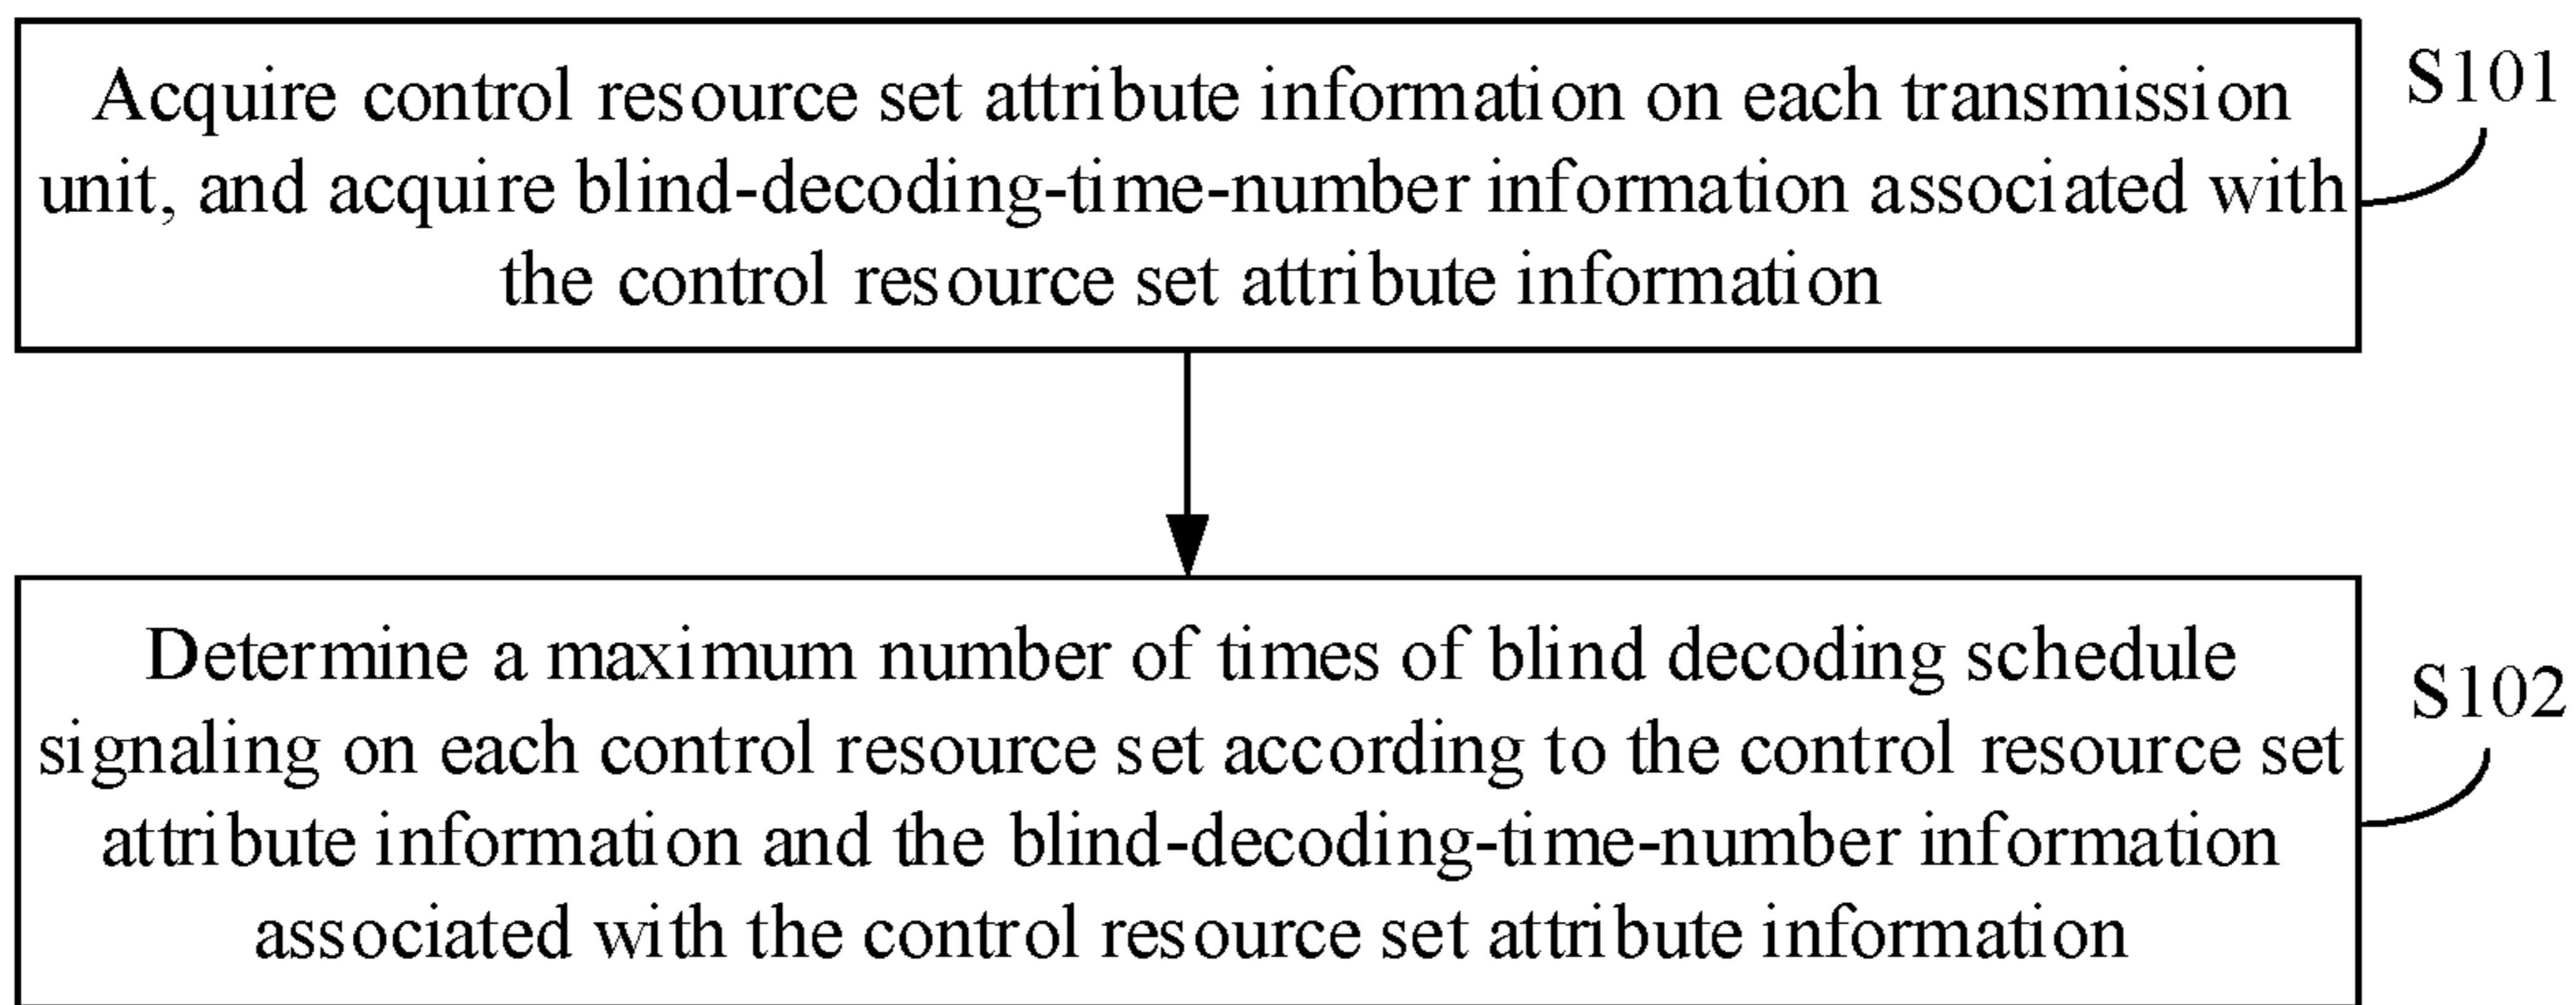 Acquire control resource set attribute information on each transmission
unit, and acquire blind-decoding-time-number information associated with
the control resource set attribute information
S101
Determine a maximum number of times of blind decoding schedule
signaling on each control resource set according to the control resource set
attribute information and the blind-decoding-time-number information
associated with the control resource set attribute information
S102